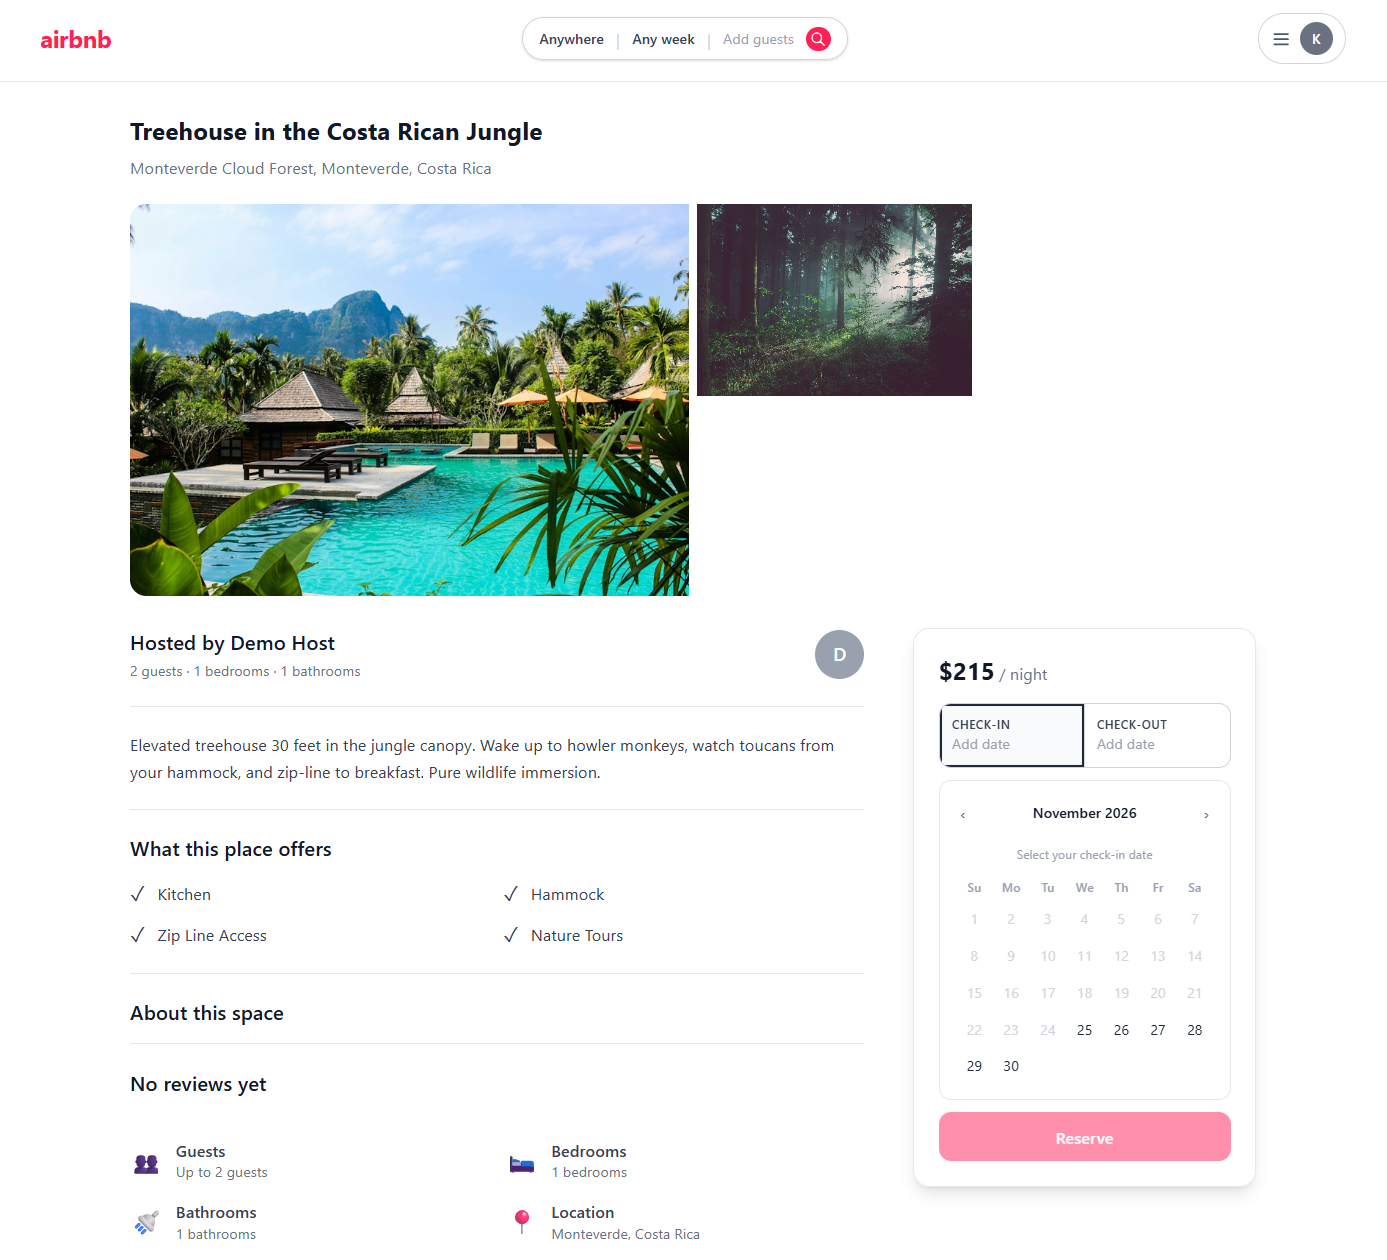 airbnb
Anywhere | Any week | Add guests
K
Treehouse in the Costa Rican Jungle
Monteverde Cloud Forest, Monteverde, Costa Rica
Hosted by Demo Host
2 guests · 1 bedrooms · 1 bathrooms
D
Elevated treehouse 30 feet in the jungle canopy. Wake up to howler monkeys, watch toucans from
your hammock, and zip-line to breakfast. Pure wildlife immersion.
What this place offers
✓ Kitchen
✓ Hammock
✓ Zip Line Access
✓ Nature Tours
About this space
No reviews yet
Guests
Up to 2 guests
Bedrooms
1 bedrooms
Bathrooms
1 bathrooms
Location
Monteverde, Costa Rica
$215 / night
CHECK-IN
Add date
CHECK-OUT
Add date
‹ November 2026 ›
Select your check-in date
Su Mo Tu We Th Fr Sa
1 2 3 4 5 6 7
8 9 10 11 12 13 14
15 16 17 18 19 20 21
22 23 24 25 26 27 28
29 30
Reserve